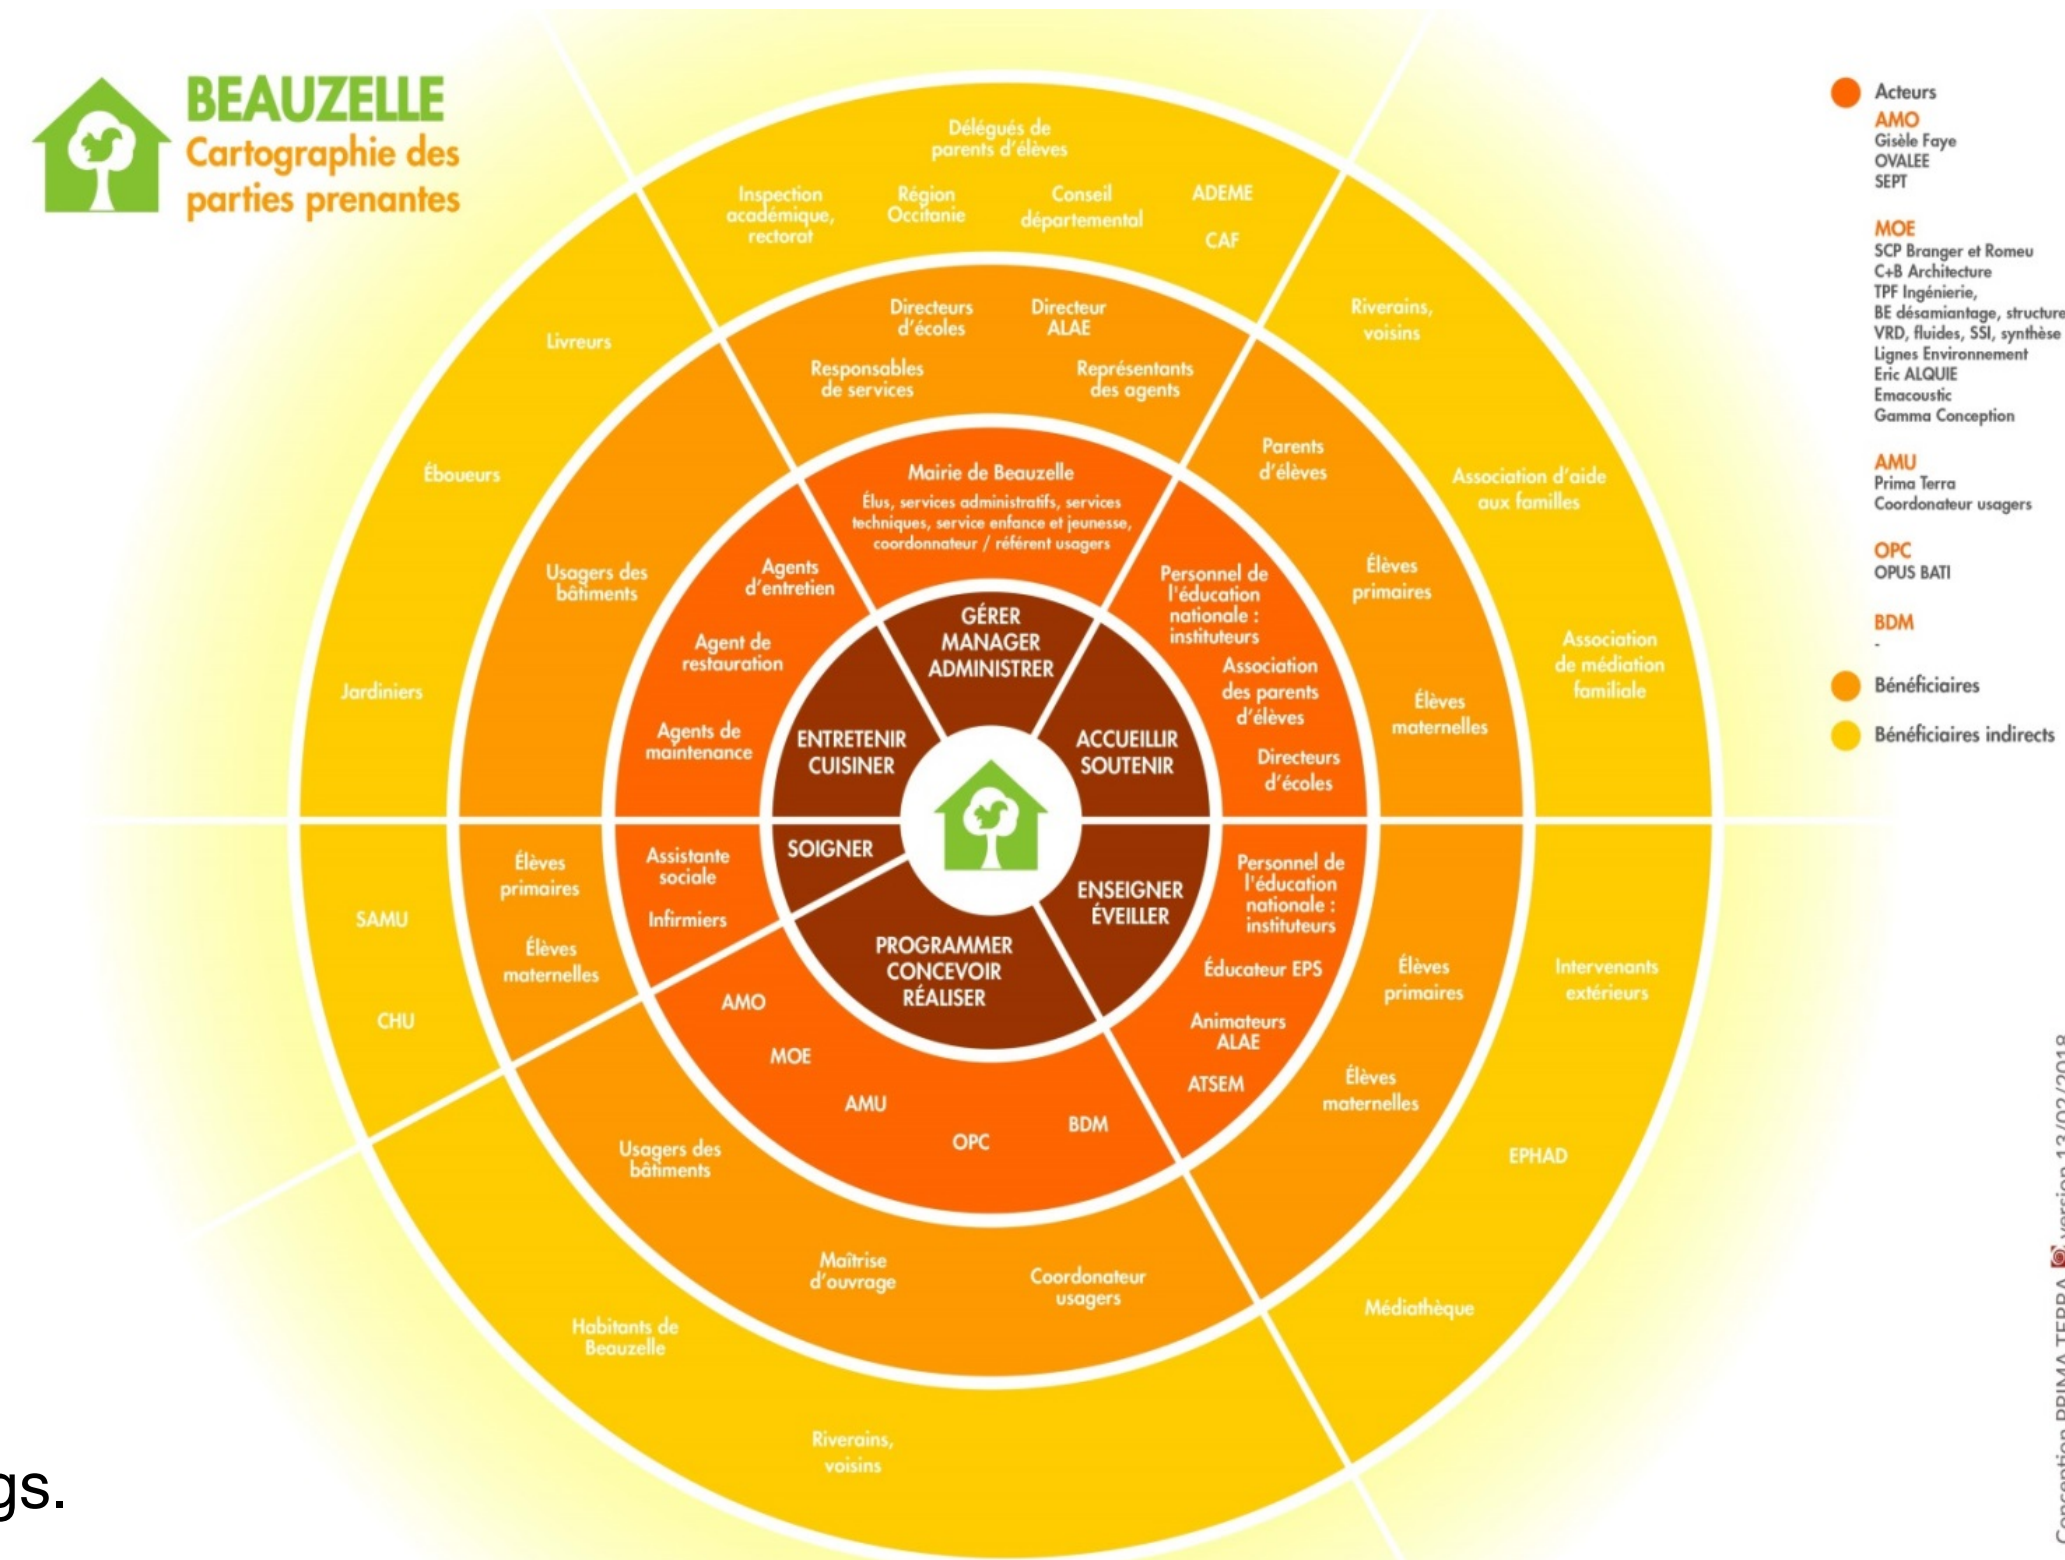 BEAUZELLE
Cartographie des
parties prenantes
Délégués de
parents d'élèves
Inspection
académique,
rectorat
Région
Occitanie
Conseil
départemental
ADEME
CAF
Directeurs
d'écoles
Directeur
ALAE
Responsables
de services
Représentants
des agents
Mairie de Beauzelle
Élus, services administratifs, services
techniques, service enfance et jeunesse,
coordonnateur / référent usagers
GÉRER
MANAGER
ADMINISTRER
Riverains,
voisins
Association d'aide
aux familles
Association
de médiation
familiale
Parents
d'élèves
Élèves
primaires
Élèves
maternelles
Personnel de
l'éducation
nationale :
instituteurs
Association
des parents
d'élèves
Directeurs
d'écoles
ACCUEILLIR
SOUTENIR
ENSEIGNER
ÉVEILLER
Personnel de
l'éducation
nationale :
instituteurs
Éducateur EPS
Animateurs
ALAE
ATSEM
Élèves
primaires
Élèves
maternelles
Intervenants
extérieurs
EPHAD
Médiathèque
PROGRAMMER
CONCEVOIR
RÉALISER
AMO
MOE
AMU
OPC
BDM
Usagers des
bâtiments
Maîtrise
d'ouvrage
Coordonateur
usagers
Habitants de
Beauzelle
Riverains,
voisins
SOIGNER
Assistante
sociale
Infirmiers
Élèves
primaires
Élèves
maternelles
SAMU
CHU
ENTRETENIR
CUISINER
Agents
d'entretien
Agent de
restauration
Agents de
maintenance
Usagers des
bâtiments
Livreurs
Éboueurs
Jardiniers
Acteurs
AMO
Gisèle Faye
OVALEE
SEPT
MOE
SCP Branger et Romeu
C+B Architecture
TPF Ingénierie,
BE désamiantage, structure
VRD, fluides, SSI, synthèse
Lignes Environnement
Eric ALQUIE
Emacoustic
Gamma Conception
AMU
Prima Terra
Coordonateur usagers
OPC
OPUS BATI
BDM
-
Bénéficiaires
Bénéficiaires indirects
Conception PRIMA TERRA version 13/02/2018
gs.